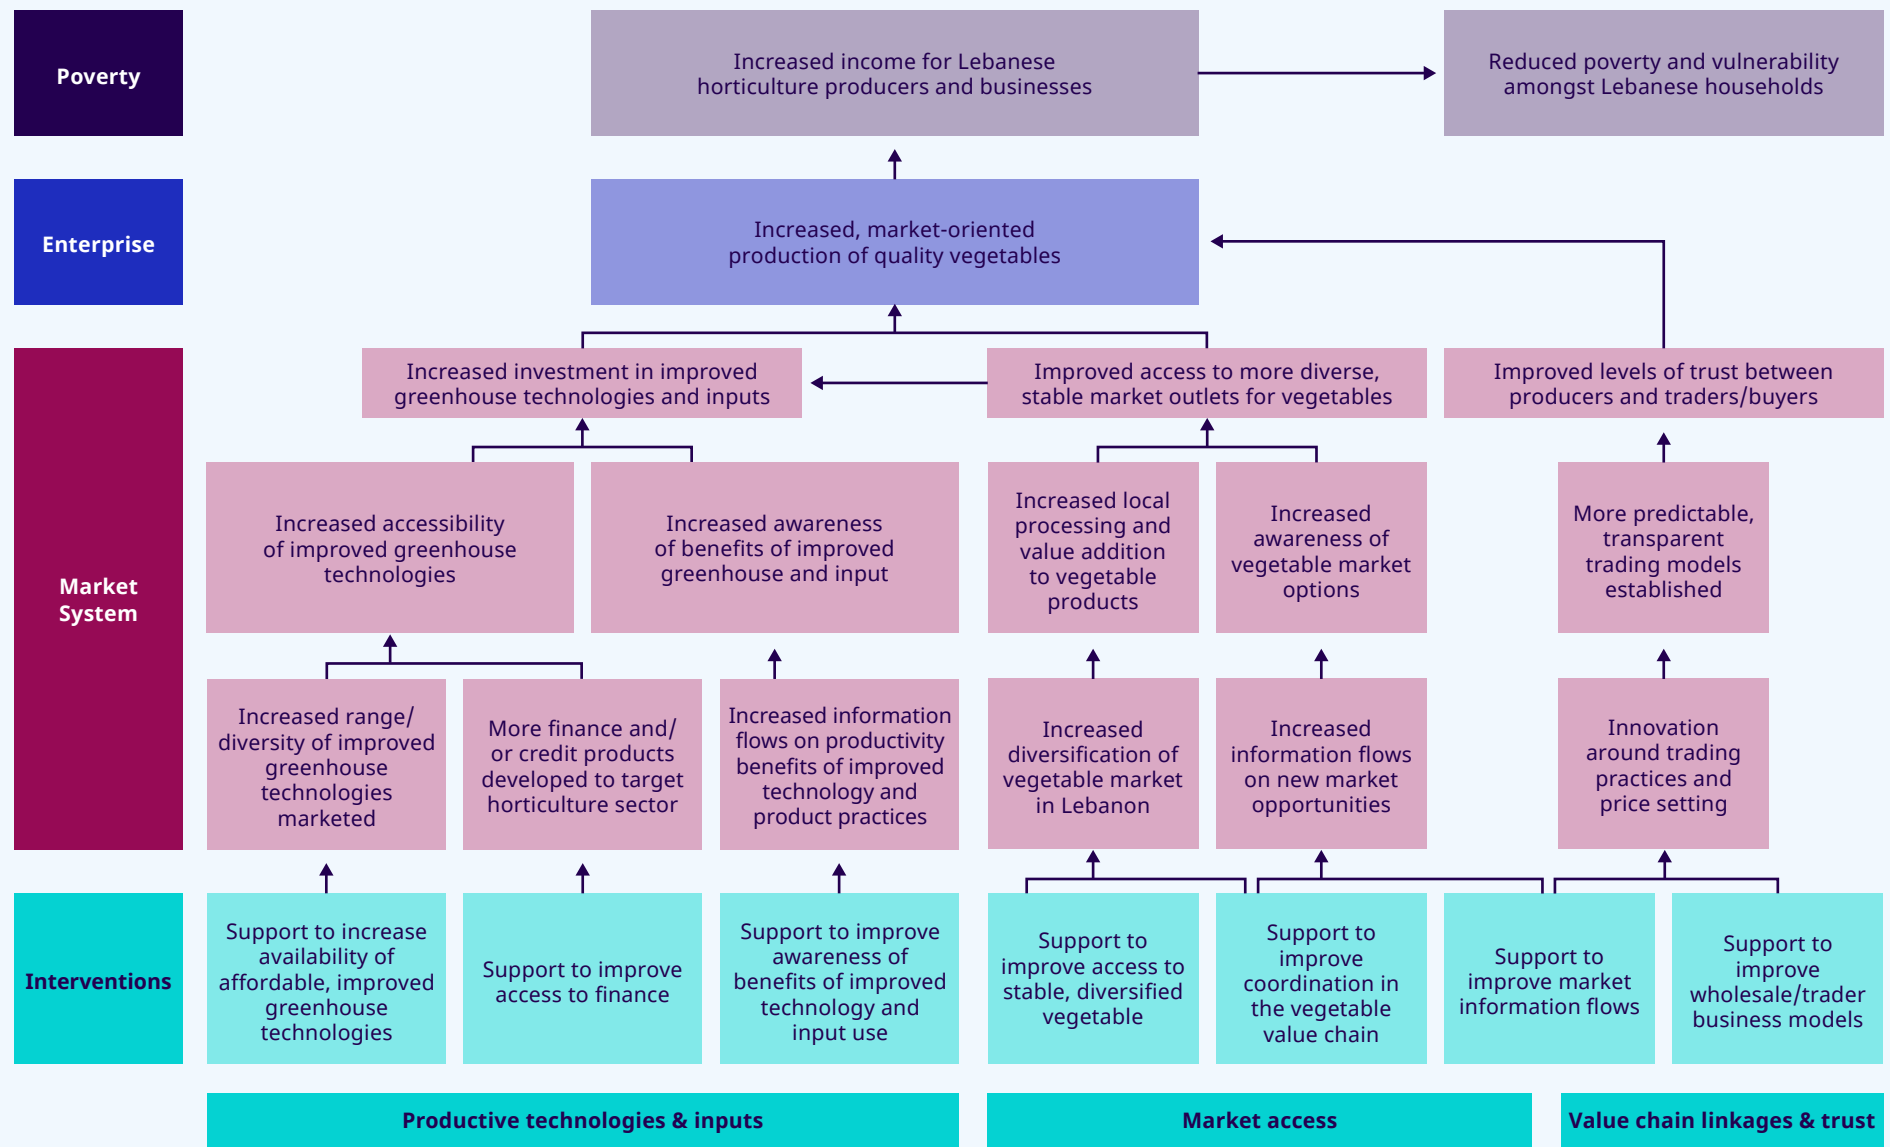 Poverty
Increased income for Lebanese
horticulture producers and businesses
Reduced poverty and vulnerability
amongst Lebanese households
Enterprise
Increased, market-oriented
production of quality vegetables
Market
System
Increased investment in improved
greenhouse technologies and inputs
Improved access to more diverse,
stable market outlets for vegetables
Improved levels of trust between
producers and traders/buyers
Increased accessibility
of improved greenhouse
technologies
Increased awareness
of benefits of improved
greenhouse and input
Increased local
processing and
value addition
to vegetable
products
Increased
awareness of
vegetable market
options
More predictable,
transparent
trading models
established
Increased range/
diversity of improved
greenhouse
technologies
marketed
More finance and/
or credit products
developed to target
horticulture sector
Increased information
flows on productivity
benefits of improved
technology and
product practices
Increased
diversification of
vegetable market
in Lebanon
Increased
information flows
on new market
opportunities
Innovation
around trading
practices and
price setting
Interventions
Support to increase
availability of
affordable, improved
greenhouse
technologies
Support to improve
access to finance
Support to improve
awareness of
benefits of improved
technology and
input use
Support to
improve access to
stable, diversified
vegetable
Support to
improve
coordination in
the vegetable
value chain
Support to
improve market
information flows
Support to
improve
wholesale/trader
business models
Productive technologies & inputs
Market access
Value chain linkages & trust